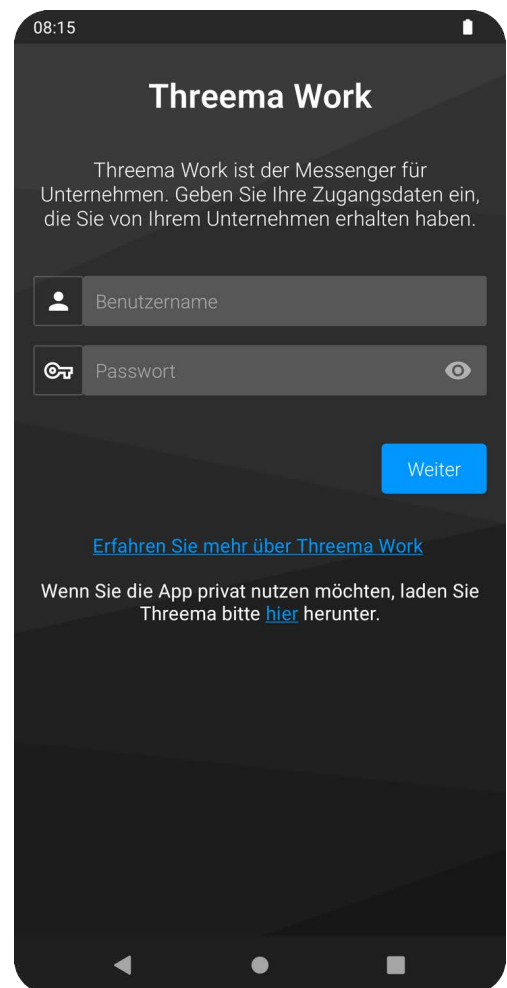 08:15
Threema Work
Threema Work ist der Messenger für
Unternehmen. Geben Sie Ihre Zugangsdaten ein,
die Sie von Ihrem Unternehmen erhalten haben.
Benutzername
Passwort
Weiter
Erfahren Sie mehr über Threema Work
Wenn Sie die App privat nutzen möchten, laden Sie
Threema bitte hier herunter.